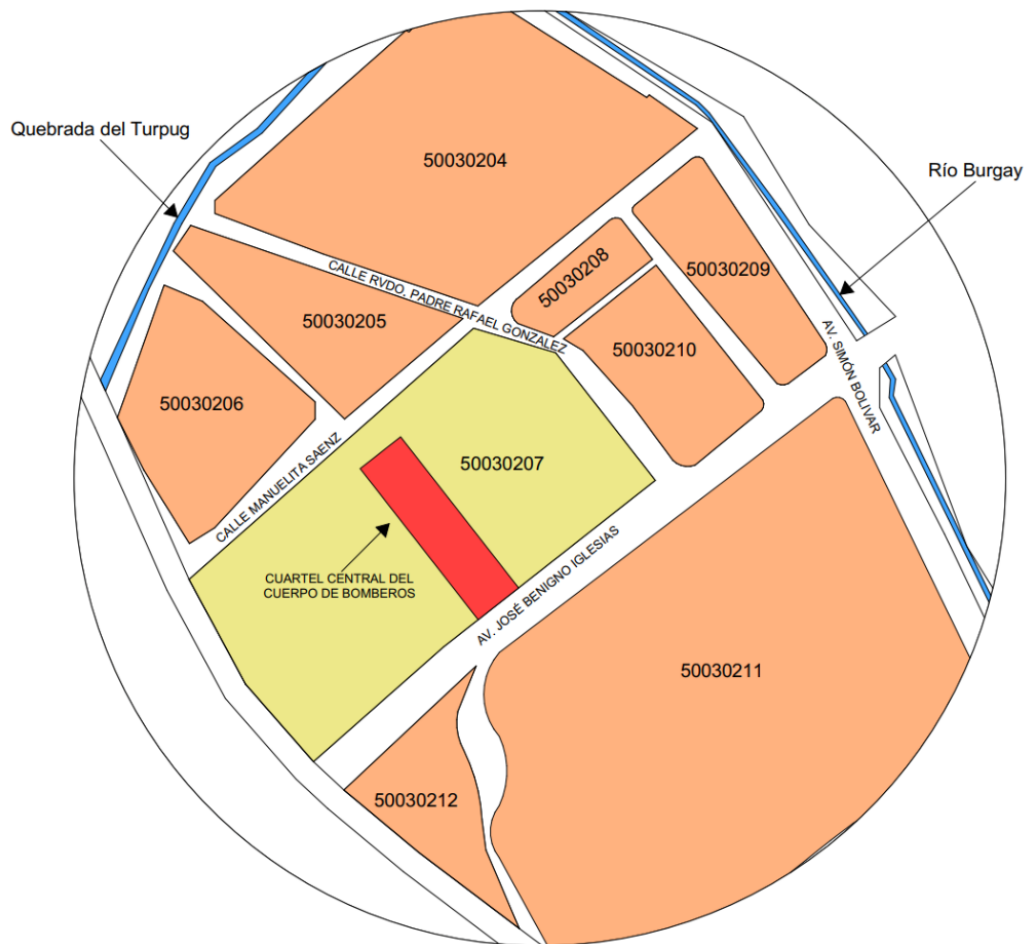 Quebrada del Turpug
50030204
Río Burgay
CALLE RVDO. PADRE RAFAEL GONZALEZ
50030208
50030209
50030205
50030210
AV. SIMÓN BOLIVAR
50030206
CALLE MANUELITA SAENZ
50030207
CUARTEL CENTRAL DEL
CUERPO DE BOMBEROS
AV. JOSÉ BENIGNO IGLESIAS
50030211
50030212